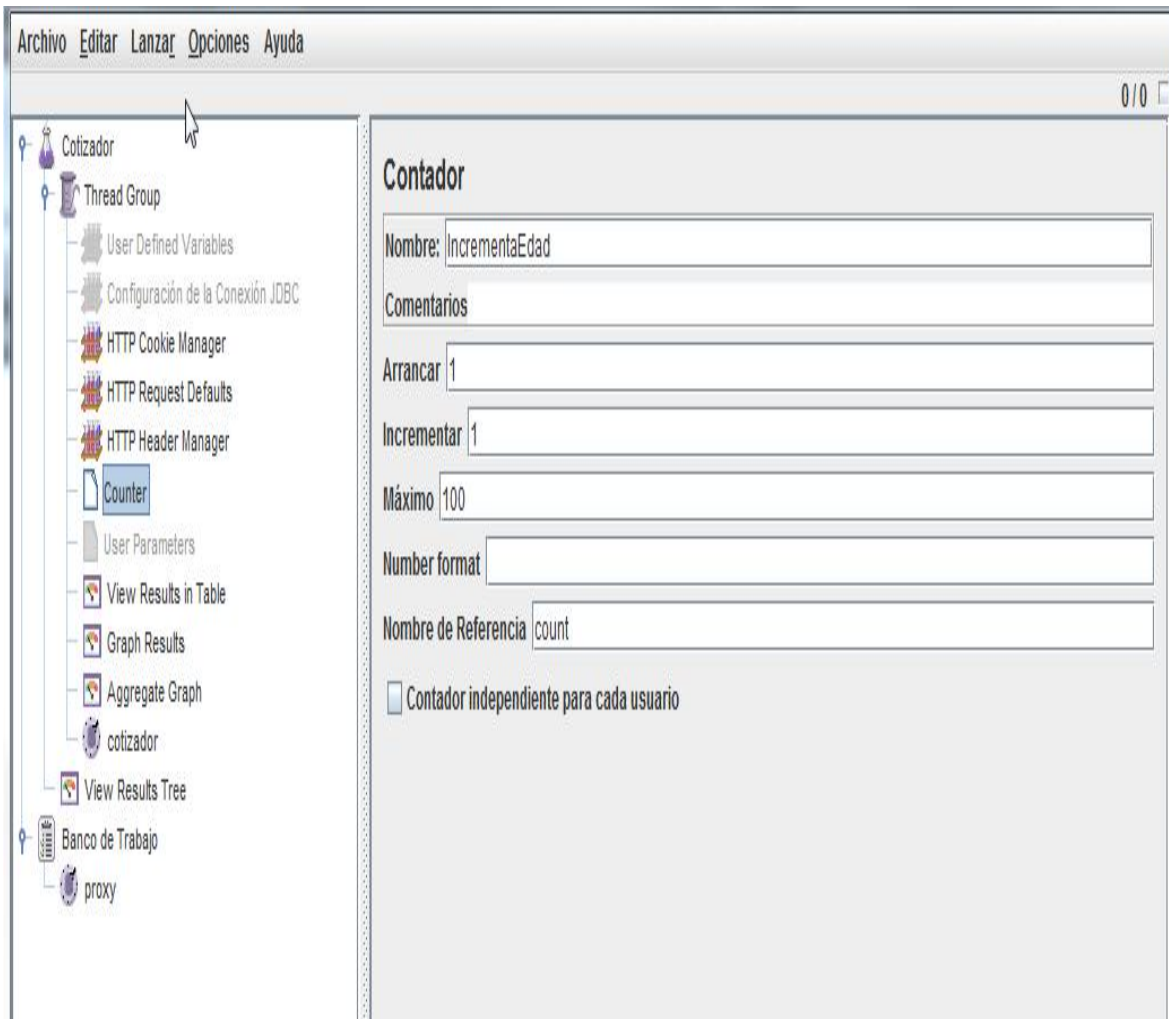 Archivo Editar Lanzar Opciones Ayuda
0 / 0
Cotizador
Thread Group
User Defined Variables
Configuración de la Conexión JDBC
HTTP Cookie Manager
HTTP Request Defaults
HTTP Header Manager
Counter
User Parameters
View Results in Table
Graph Results
Aggregate Graph
cotizador
View Results Tree
Banco de Trabajo
proxy
Contador
Nombre: IncrementaEdad
Comentarios
Arrancar 1
Incrementar 1
Máximo 100
Number format
Nombre de Referencia count
Contador independiente para cada usuario